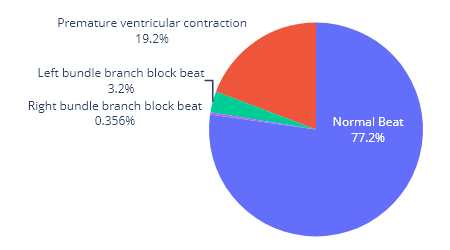 Premature ventricular contraction
19.2%
Left bundle branch block beat
3.2%
Right bundle branch block beat
0.356%
Normal Beat
77.2%